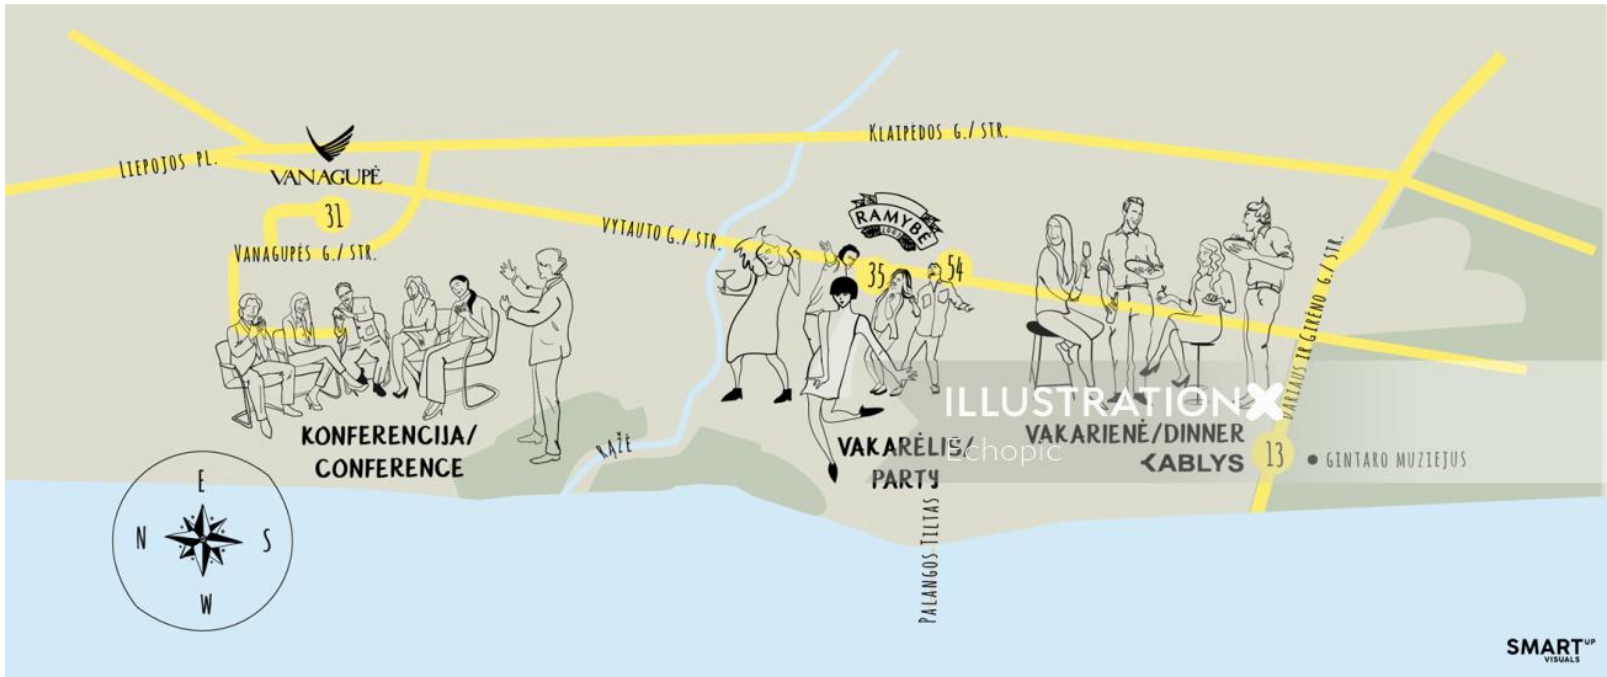 KLAIPĖDOS G./ STR.
LIEPOJOS PL.
VANAGUPĖ
31
VANAGUPĖS G./ STR.
VYTAUTO G./ STR.
RAMYBĖ
35
54
DARIAUS IR GIRĖNO G./ STR.
KONFERENCIJA/
CONFERENCE
RĄŽĖ
VAKARĖLIS/
PARTY
VAKARIENĖ/DINNER
KABLYS
13
GINTARO MUZIEJUS
PALANGOS TILTAS
ILLUSTRATIONX
Echopic
E
N
S
W
SMART UP
VISUALS